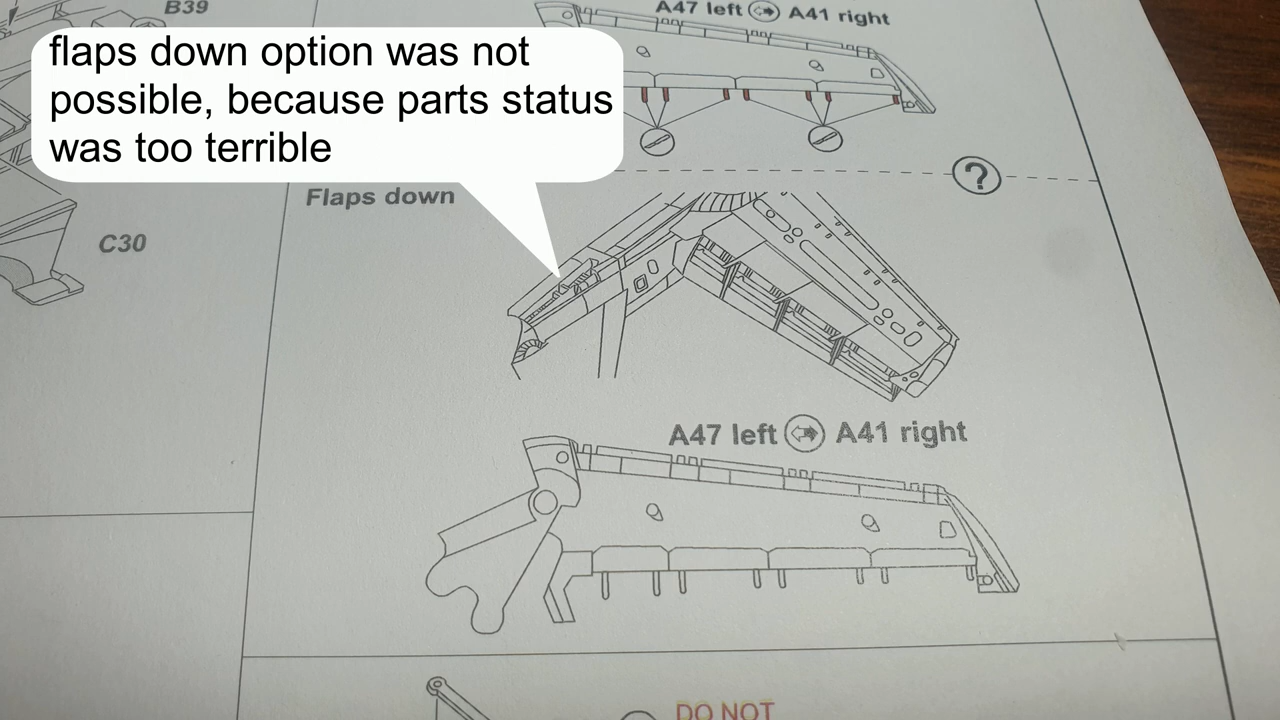 B39
A47 left A41 right
flaps down option was not
possible, because parts status
was too terrible
?
Flaps down
C30
A47 left A41 right
DO NOT